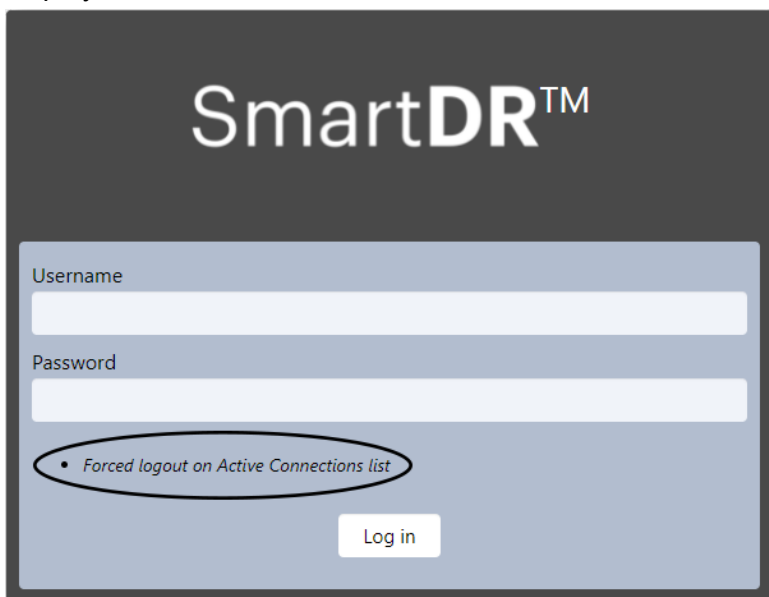 SmartDR™
Username
Password
• Forced logout on Active Connections list
Log in